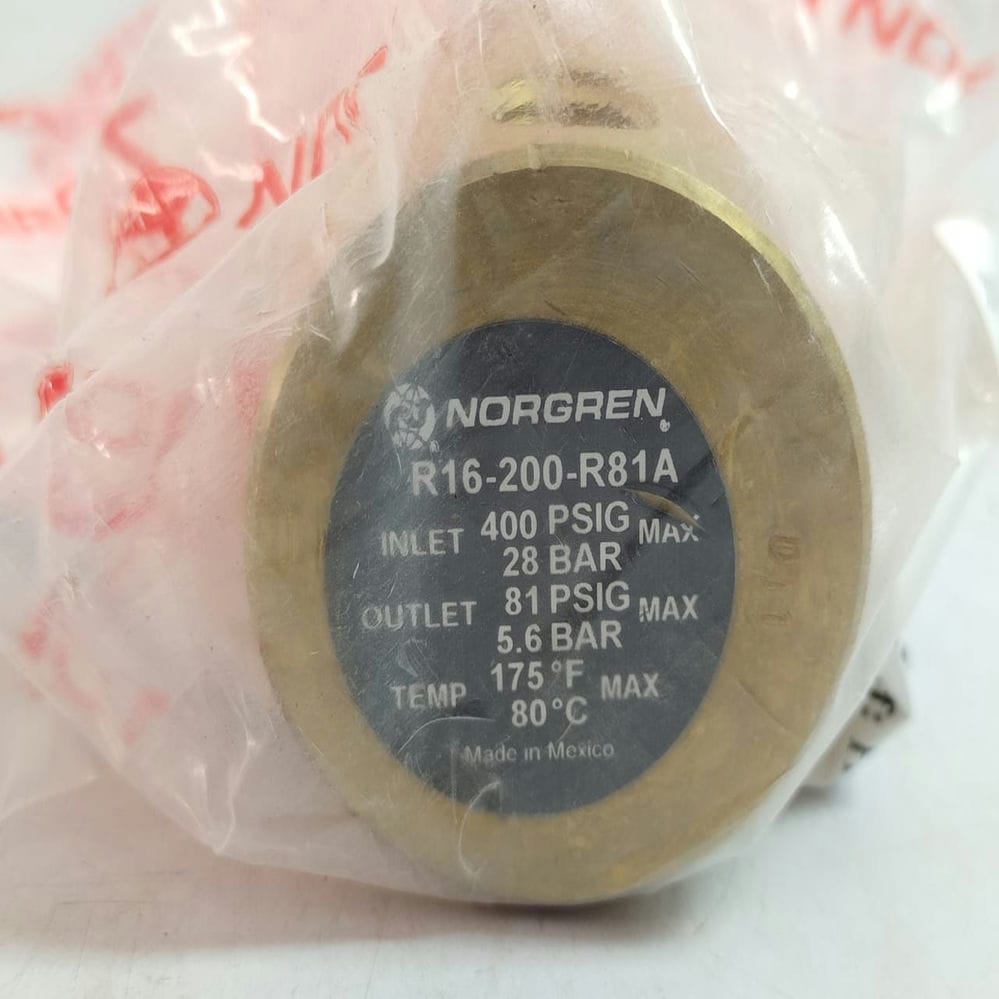 NORGREN
R16-200-R81A
INLET 400 PSIG MAX
28 BAR
OUTLET 81 PSIG MAX
5.6 BAR
TEMP 175°F MAX
80°C
Made in Mexico